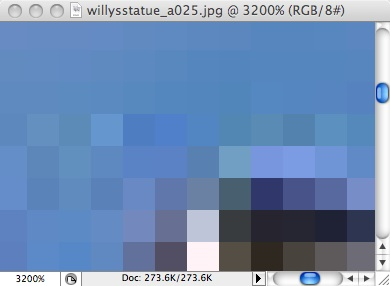 willysstatue_a025.jpg @ 3200% (RGB/8#)
3200% Doc: 273.6K/273.6K